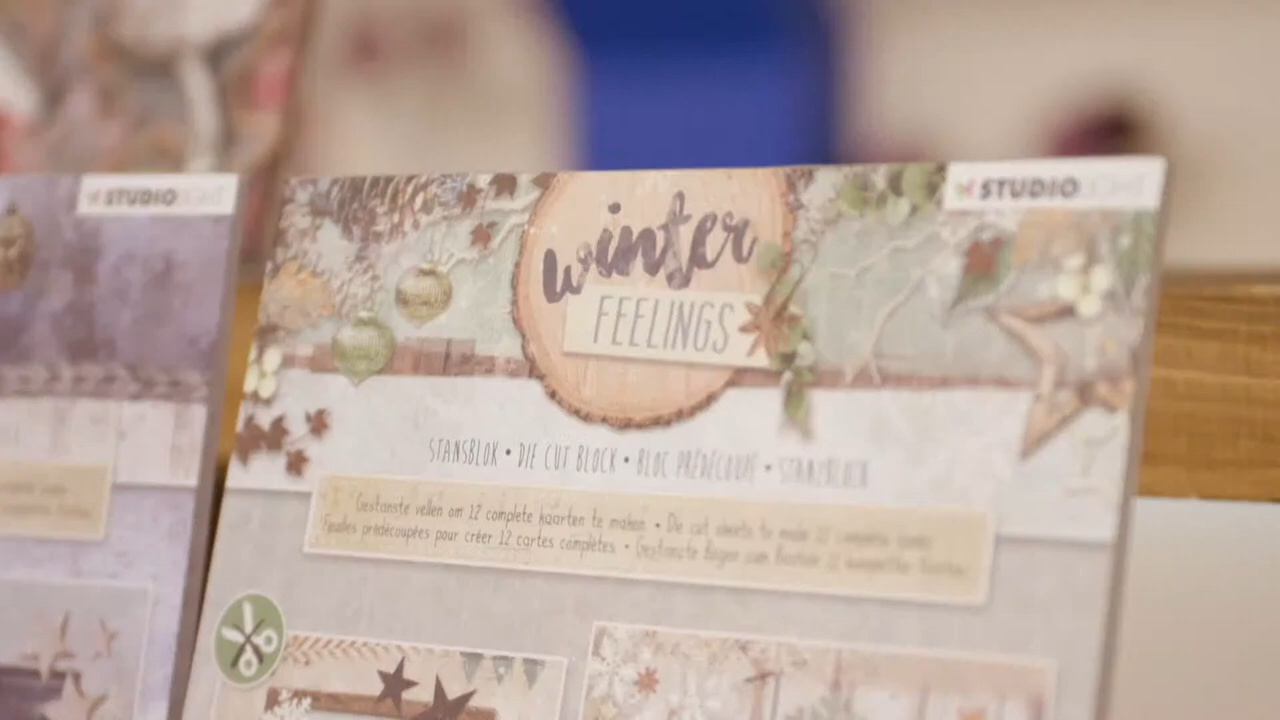 STUDIOLIGHT
STUDIOLIGHT
winter
FEELINGS
STANSBLOK • DIE CUT BLOCK • BLOC PRÉDÉCOUPÉ • STANZBLOCK
Gestanste vellen om 12 complete kaarten te maken • Die cut sheets to make 12 complete cards
Feuilles prédécoupées pour créer 12 cartes complètes • Gestanzte Bogen zum Basteln 12 kompletter Karten